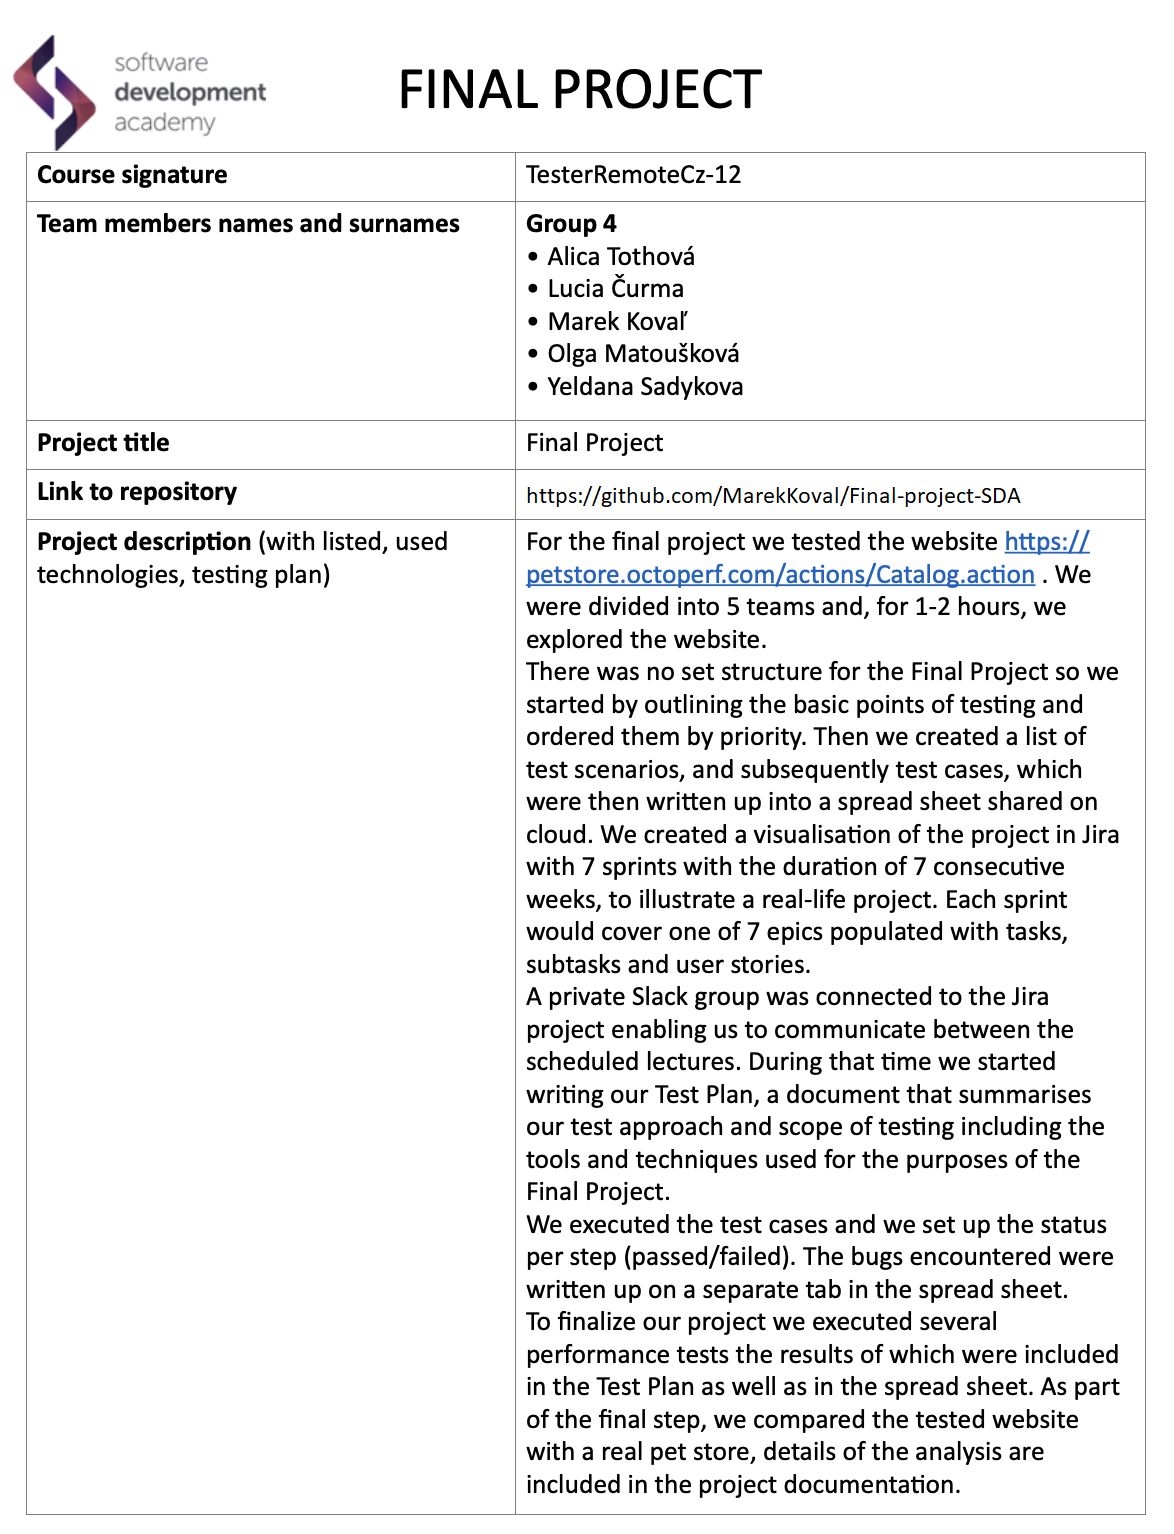 software
development
academy
FINAL PROJECT
Course signature
TesterRemoteCz-12
Team members names and surnames
Group 4
• Alica Tothová
• Lucia Čurma
• Marek Kovaľ
• Olga Matoušková
• Yeldana Sadykova
Project title
Final Project
Link to repository
https://github.com/MarekKoval/Final-project-SDA
Project description (with listed, used
technologies, testing plan)
For the final project we tested the website https://
petstore.octoperf.com/actions/Catalog.action . We
were divided into 5 teams and, for 1-2 hours, we
explored the website.
There was no set structure for the Final Project so we
started by outlining the basic points of testing and
ordered them by priority. Then we created a list of
test scenarios, and subsequently test cases, which
were then written up into a spread sheet shared on
cloud. We created a visualisation of the project in Jira
with 7 sprints with the duration of 7 consecutive
weeks, to illustrate a real-life project. Each sprint
would cover one of 7 epics populated with tasks,
subtasks and user stories.
A private Slack group was connected to the Jira
project enabling us to communicate between the
scheduled lectures. During that time we started
writing our Test Plan, a document that summarises
our test approach and scope of testing including the
tools and techniques used for the purposes of the
Final Project.
We executed the test cases and we set up the status
per step (passed/failed). The bugs encountered were
written up on a separate tab in the spread sheet.
To finalize our project we executed several
performance tests the results of which were included
in the Test Plan as well as in the spread sheet. As part
of the final step, we compared the tested website
with a real pet store, details of the analysis are
included in the project documentation.